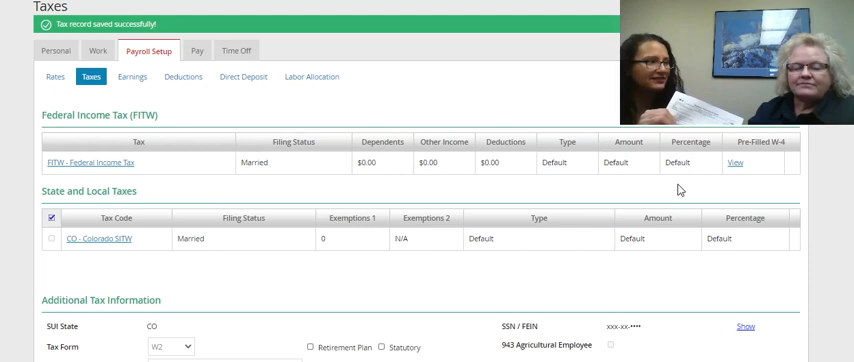 Taxes
Tax record saved successfully!
Personal Work Payroll Setup Pay Time Off
Rates Taxes Earnings Deductions Direct Deposit Labor Allocation
Federal Income Tax (FITW)
Tax Filing Status Dependents Other Income Deductions Type Amount Percentage Pre-Filled W-4
FITW - Federal Income Tax Married $0.00 $0.00 $0.00 Default Default Default View
State and Local Taxes
Tax Code Filing Status Exemptions 1 Exemptions 2 Type Amount Percentage
CO - Colorado SITW Married 0 N/A Default Default Default
Additional Tax Information
SUI State CO SSN / FEIN xxx-xx-•••• Show
Tax Form W2 Retirement Plan Statutory 943 Agricultural Employee